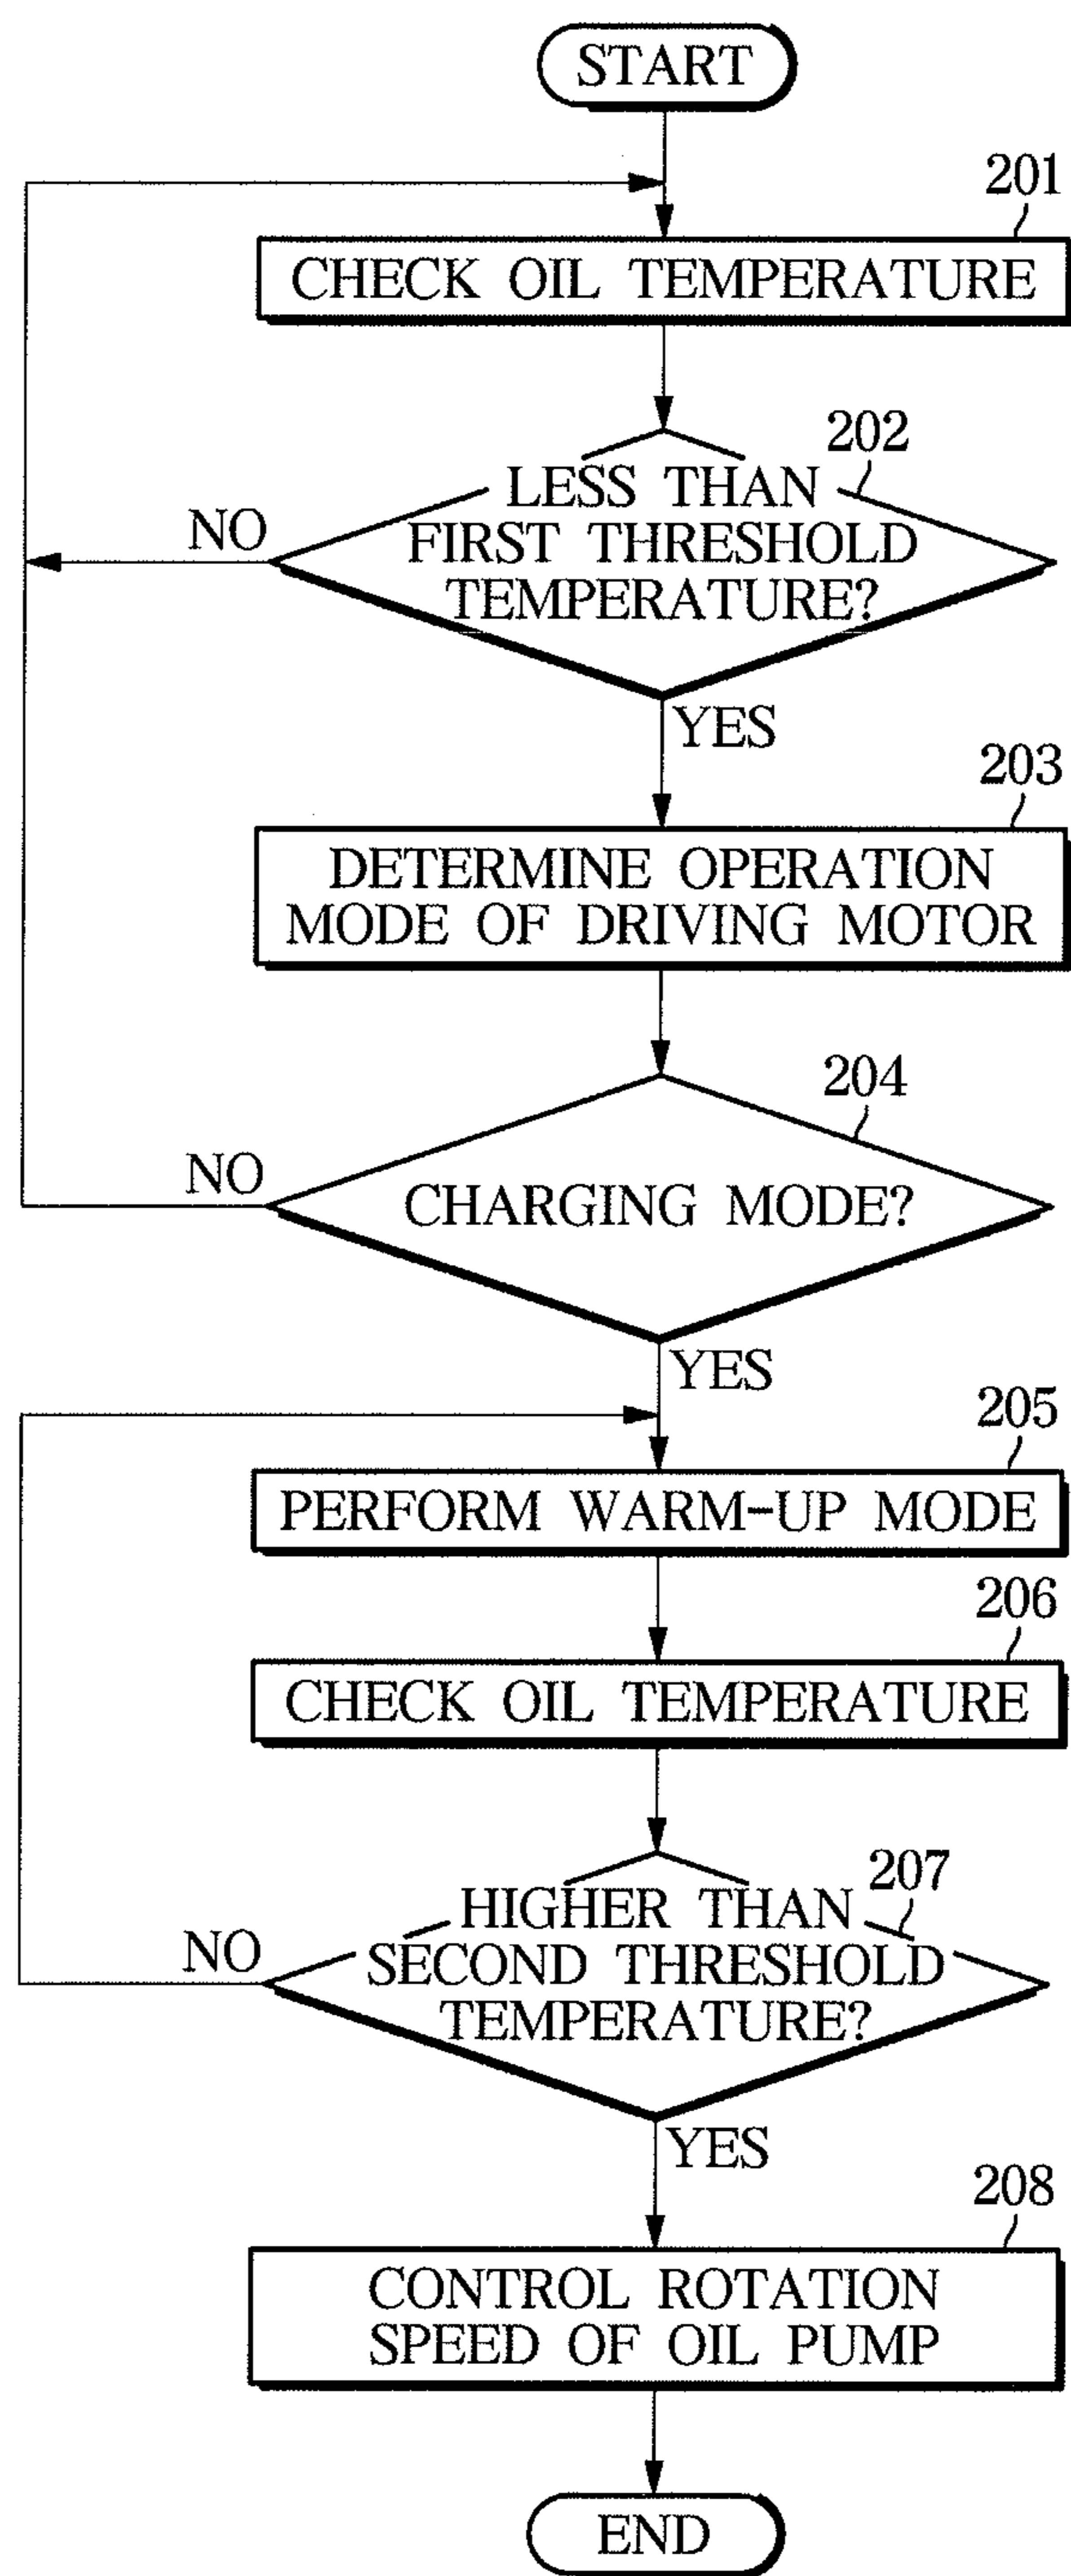 START
201
CHECK OIL TEMPERATURE
202
LESS THAN
FIRST THRESHOLD
TEMPERATURE?
NO
YES
203
DETERMINE OPERATION
MODE OF DRIVING MOTOR
204
CHARGING MODE?
NO
YES
205
PERFORM WARM-UP MODE
206
CHECK OIL TEMPERATURE
207
HIGHER THAN
SECOND THRESHOLD
TEMPERATURE?
NO
YES
208
CONTROL ROTATION
SPEED OF OIL PUMP
END